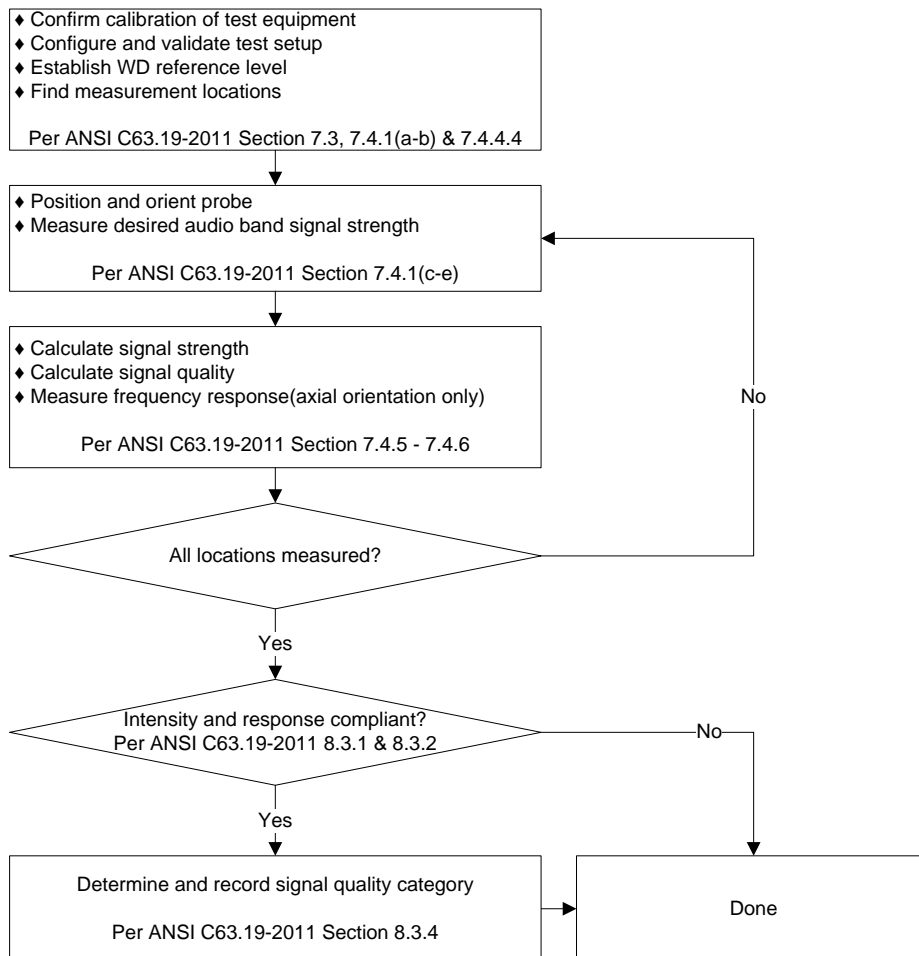 ♦ Confirm calibration of test equipment
♦ Configure and validate test setup
♦ Establish WD reference level
♦ Find measurement locations
Per ANSI C63.19-2011 Section 7.3, 7.4.1(a-b) & 7.4.4.4
♦ Position and orient probe
♦ Measure desired audio band signal strength
Per ANSI C63.19-2011 Section 7.4.1(c-e)
♦ Calculate signal strength
♦ Calculate signal quality
♦ Measure frequency response(axial orientation only)
Per ANSI C63.19-2011 Section 7.4.5 - 7.4.6
No
All locations measured?
Yes
Intensity and response compliant?
Per ANSI C63.19-2011 8.3.1 & 8.3.2
No
Yes
Determine and record signal quality category
Per ANSI C63.19-2011 Section 8.3.4
Done